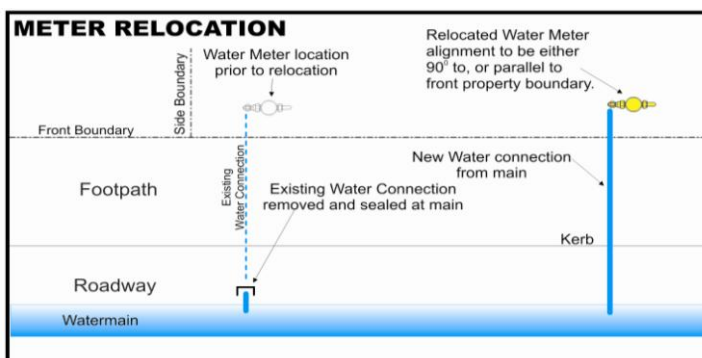 METER RELOCATION
Side Boundary
Water Meter location
prior to relocation
Relocated Water Meter
alignment to be either
90° to, or parallel to
front property boundary.
Front Boundary
Footpath
Existing
Water Connection
Existing Water Connection
removed and sealed at main
New Water connection
from main
Kerb
Roadway
Watermain